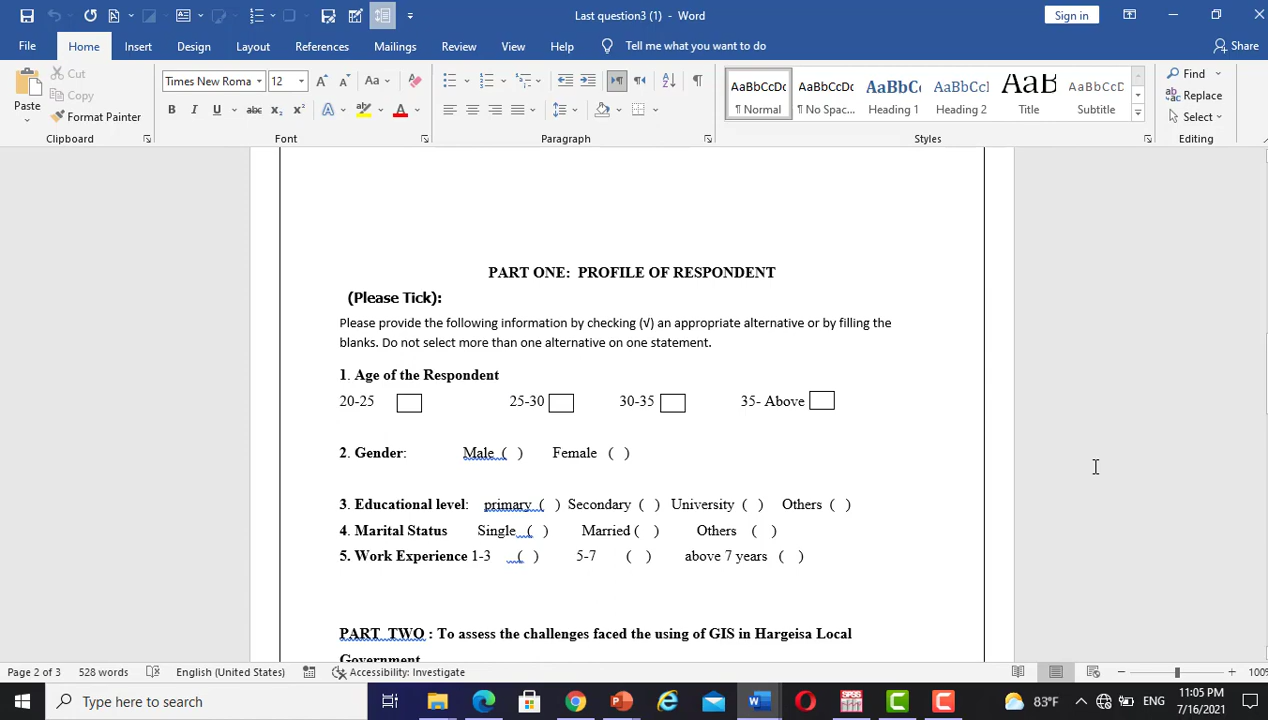 Last question3 (1) - Word
Sign in
File Home Insert Design Layout References Mailings Review View Help Tell me what you want to do Share
Cut
Copy
Format Painter
Paste
Clipboard
Times New Roma 12
Aa
B I U abc x₂ x²
A A
Font
Paragraph
AaBbCcDc AaBbCcDc AaBbCc AaBbCcD AaB AaBbCcD
¶ Normal ¶ No Spac... Heading 1 Heading 2 Title Subtitle
Styles
Find
Replace
Select
Editing
PART ONE: PROFILE OF RESPONDENT
(Please Tick):
Please provide the following information by checking (√) an appropriate alternative or by filling the
blanks. Do not select more than one alternative on one statement.
1. Age of the Respondent
20-25 25-30 30-35 35- Above
2. Gender: Male ( ) Female ( )
3. Educational level: primary ( ) Secondary ( ) University ( ) Others ( )
4. Marital Status Single ( ) Married ( ) Others ( )
5. Work Experience 1-3 ( ) 5-7 ( ) above 7 years ( )
PART TWO : To assess the challenges faced the using of GIS in Hargeisa Local
Government
Page 2 of 3 528 words English (United States) Accessibility: Investigate 100%
Type here to search
83°F
ENG
11:05 PM
7/16/2021